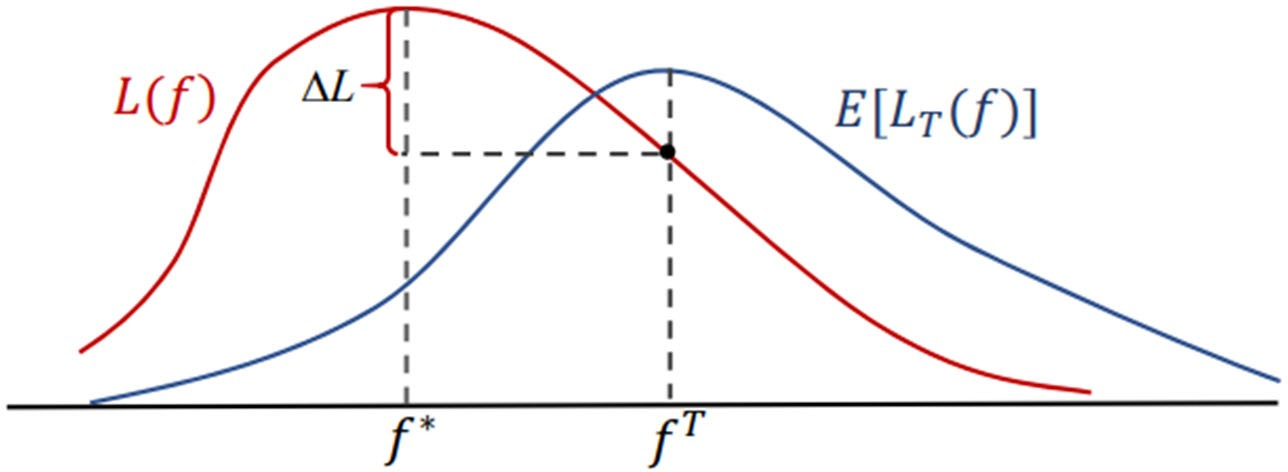 L(f)
ΔL
E[L_T(f)]
f*
f^T